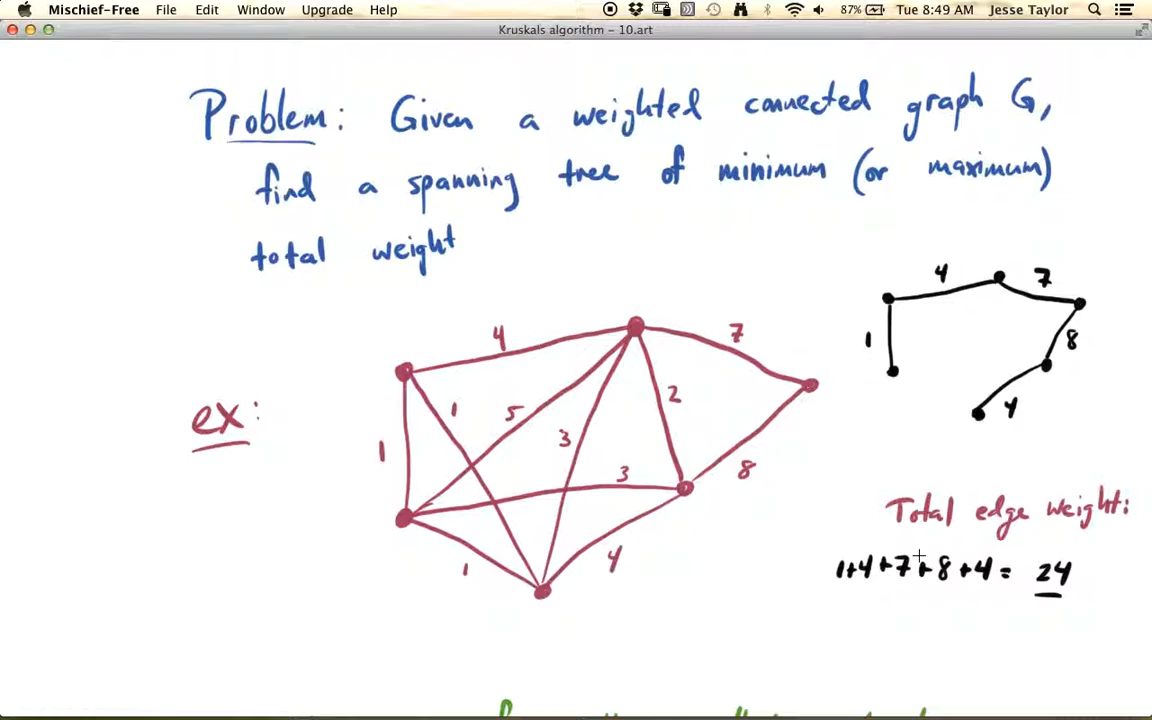 Mischief-Free File Edit Window Upgrade Help 87% Tue 8:49 AM Jesse Taylor
Kruskals algorithm – 10.art
Problem: Given a weighted connected graph G,
find a spanning tree of minimum (or maximum)
total weight
4 7
1 8
4
ex:
4 7
1 5 2
1 3
3 8
1 4
Total edge weight:
1+4+7+8+4= 24